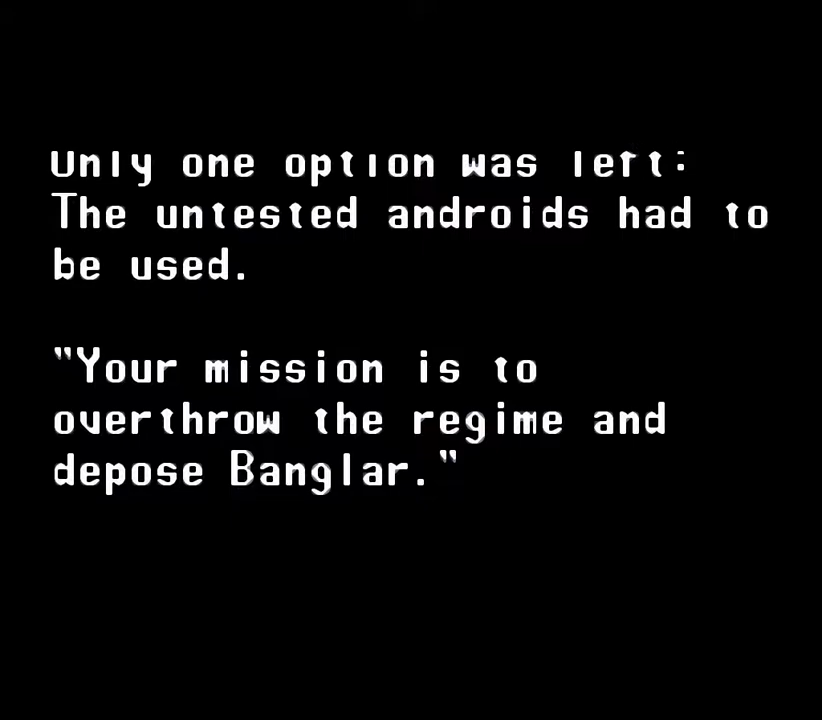 Only one option was left:
The untested androids had to
be used.
"Your mission is to
overthrow the regime and
depose Banglar."